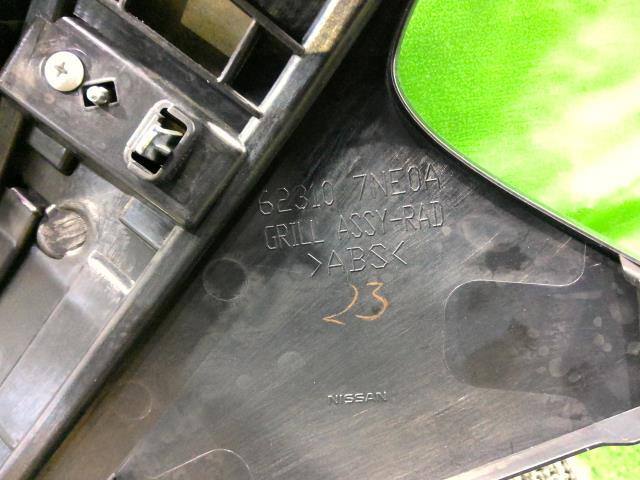 62310 7NE0A
GRILL ASSY-RAD
>ABS<
23
NISSAN